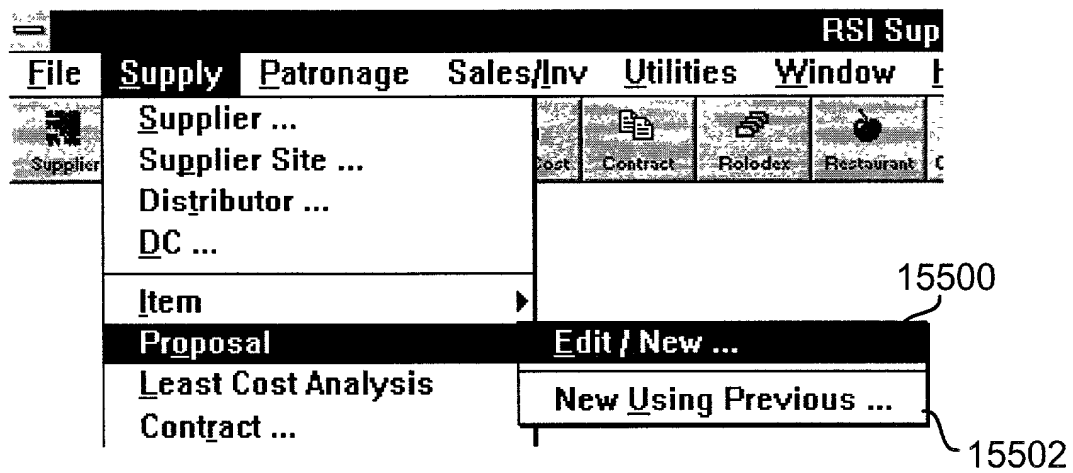 RSI Sup
File Supply Patronage Sales/Inv Utilities Window H
Supplier Cost Contract Rolodex Restaurant C
Supplier ...
Supplier Site ...
Distributor ...
DC ...
Item
Proposal
Least Cost Analysis
Contract ...
Edit / New ...
New Using Previous ...
15500
15502